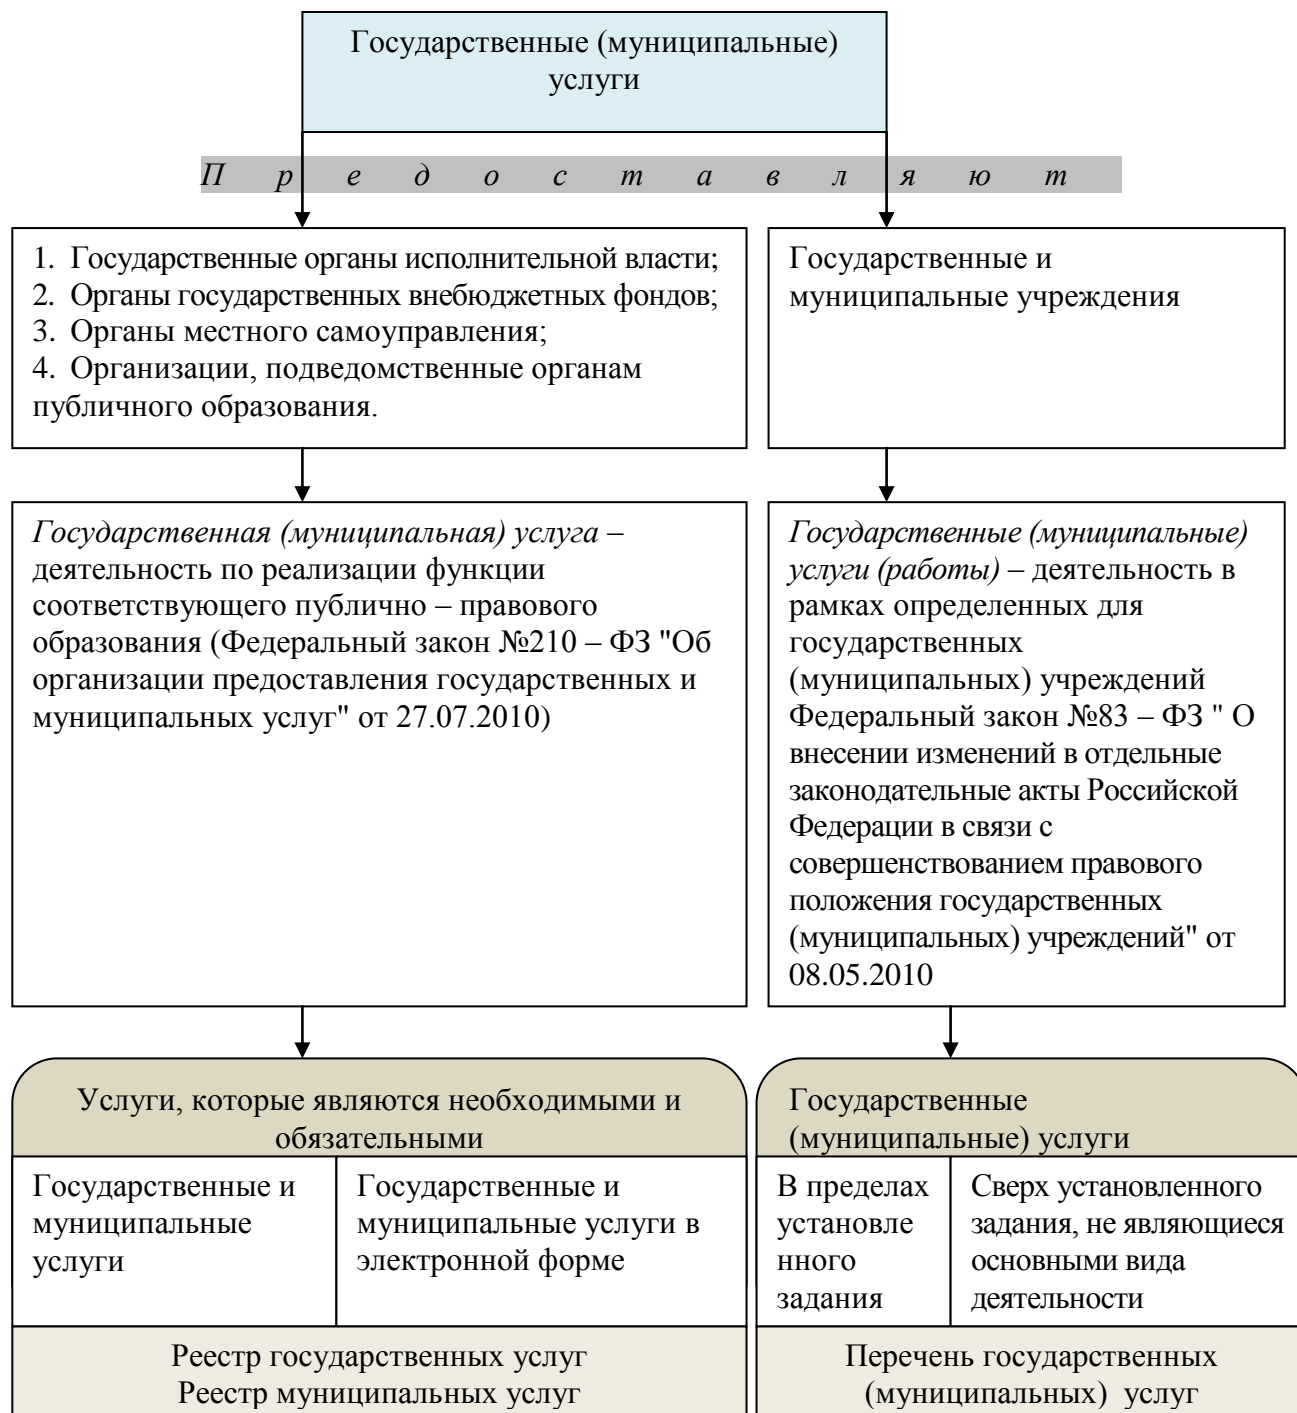 Государственные (муниципальные)
услуги
П р е д о с т а в л я ю т
1. Государственные органы исполнительной власти;
2. Органы государственных внебюджетных фондов;
3. Органы местного самоуправления;
4. Организации, подведомственные органам
публичного образования.
Государственные и
муниципальные учреждения
Государственная (муниципальная) услуга –
деятельность по реализации функции
соответствующего публично – правового
образования (Федеральный закон №210 – ФЗ "Об
организации предоставления государственных и
муниципальных услуг" от 27.07.2010)
Государственные (муниципальные)
услуги (работы) – деятельность в
рамках определенных для
государственных
(муниципальных) учреждений
Федеральный закон №83 – ФЗ " О
внесении изменений в отдельные
законодательные акты Российской
Федерации в связи с
совершенствованием правового
положения государственных
(муниципальных) учреждений" от
08.05.2010
Услуги, которые являются необходимыми и
обязательными
Государственные и
муниципальные
услуги
Государственные и
муниципальные услуги в
электронной форме
Реестр государственных услуг
Реестр муниципальных услуг
Государственные
(муниципальные) услуги
В пределах
установле
нного
задания
Сверх установленного
задания, не являющиеся
основными вида
деятельности
Перечень государственных
(муниципальных) услуг